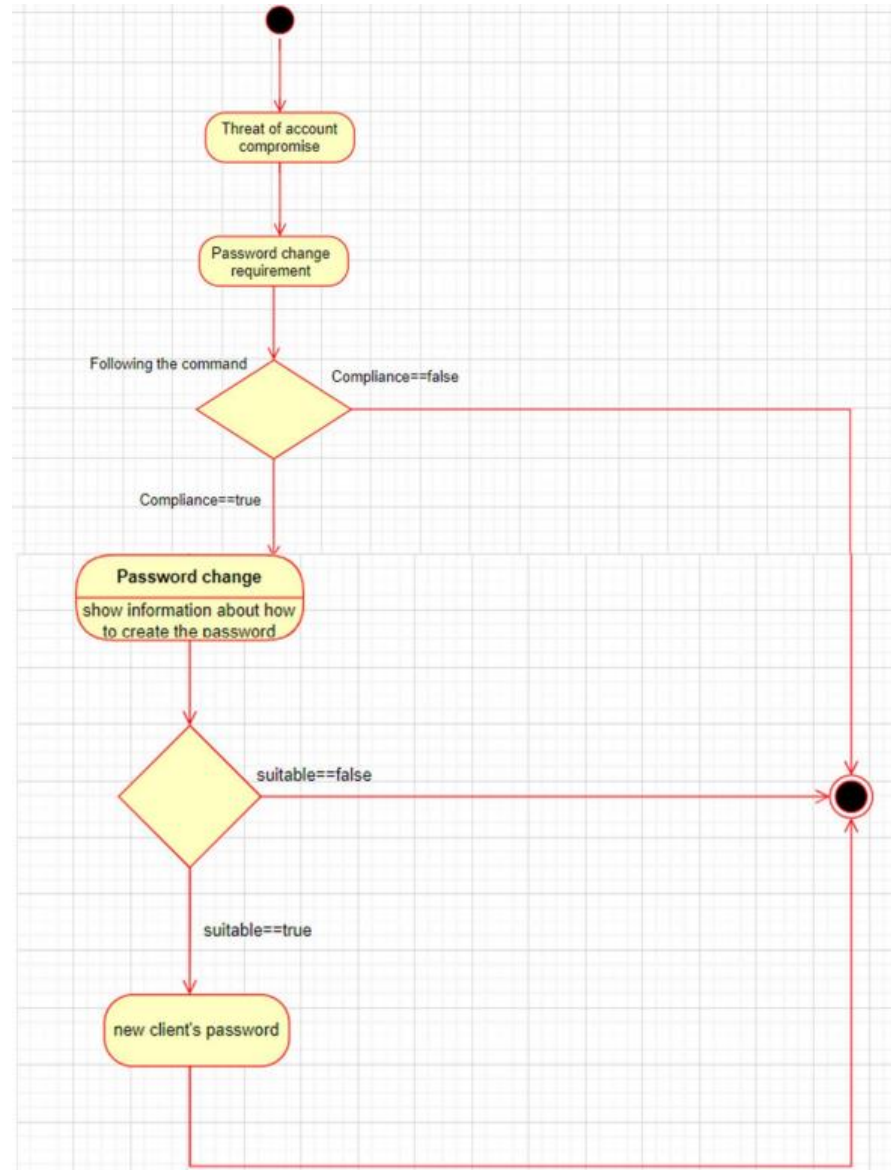 Threat of account
compromise
Password change
requirement
Following the command
Compliance==false
Compliance==true
Password change
show information about how
to create the password
suitable==false
suitable==true
new client's password